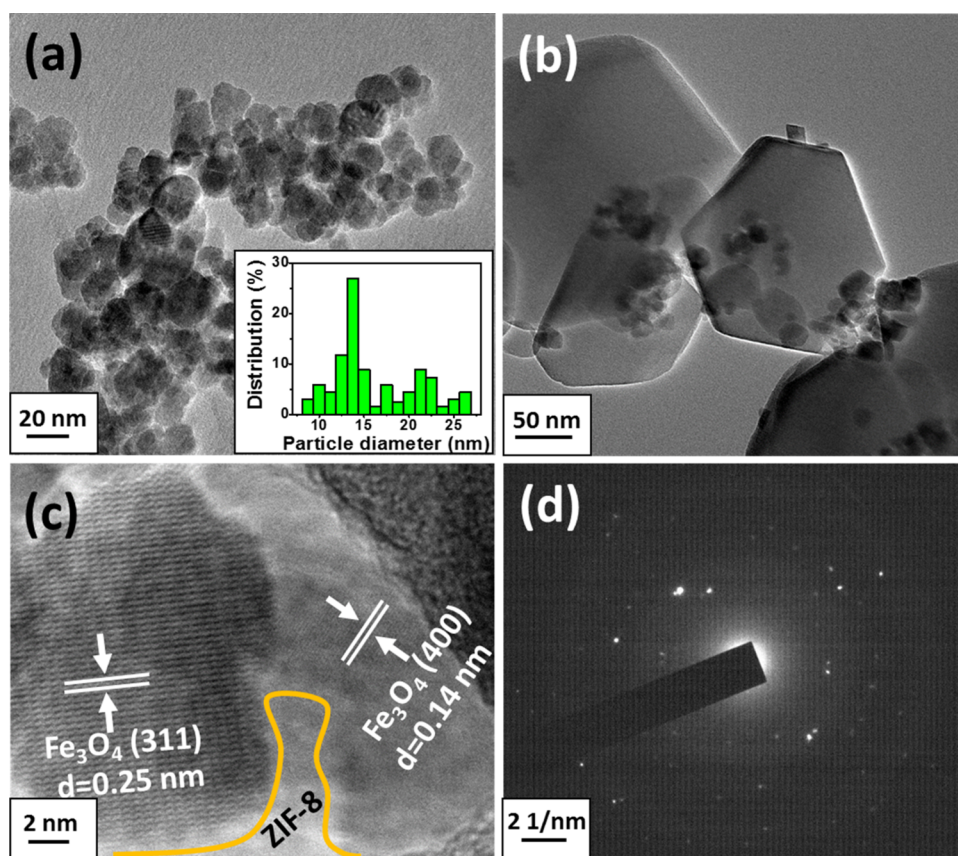 (a)
20 nm
Distribution (%)
30
20
10
0
10
15
20
25
Particle diameter (nm)
(b)
50 nm
(c)
Fe₃O₄ (311)
d=0.25 nm
Fe₃O₄ (400)
d=0.14 nm
ZIF-8
2 nm
(d)
2 1/nm